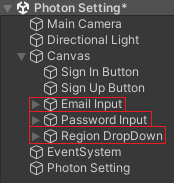 Photon Setting*
Main Camera
Directional Light
Canvas
Sign In Button
Sign Up Button
Email Input
Password Input
Region DropDown
EventSystem
Photon Setting